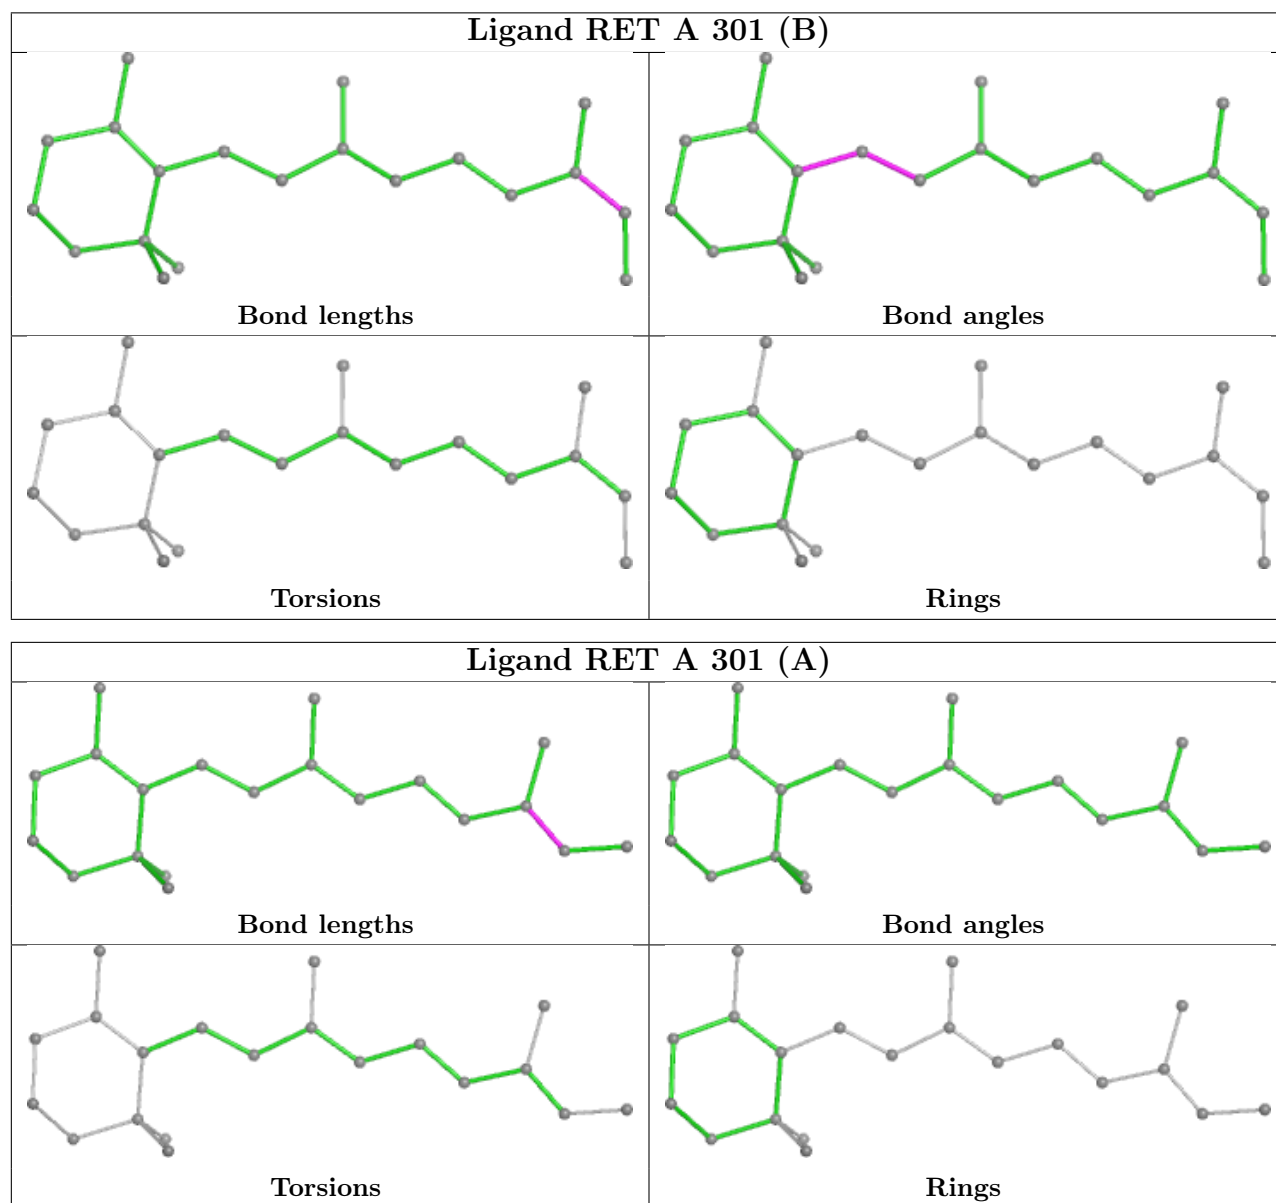 Ligand RET A 301 (B)
Bond lengths
Bond angles
Torsions
Rings
Ligand RET A 301 (A)
Bond lengths
Bond angles
Torsions
Rings